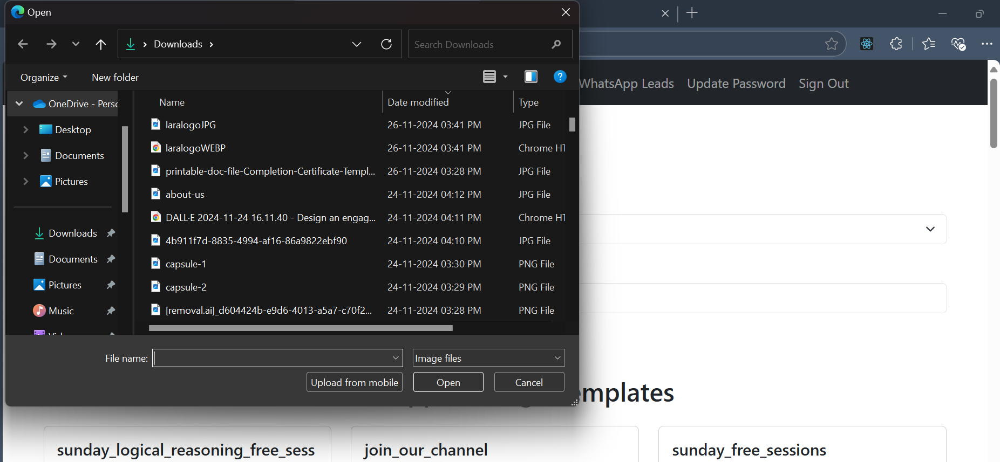 Open
Downloads
Search Downloads
Organize
New folder
?
WhatsApp Leads Update Password Sign Out
OneDrive - Perso
Desktop
Documents
Pictures
Downloads
Documents
Pictures
Music
Name Date modified Type
laralogoJPG 26-11-2024 03:41 PM JPG File
laralogoWEBP 26-11-2024 03:41 PM Chrome HT
printable-doc-file-Completion-Certificate-Templ... 26-11-2024 03:28 PM JPG File
about-us 24-11-2024 04:12 PM JPG File
DALL·E 2024-11-24 16.11.40 - Design an engag... 24-11-2024 04:11 PM Chrome HT
4b911f7d-8835-4994-af16-86a9822ebf90 24-11-2024 04:10 PM JPG File
capsule-1 24-11-2024 03:30 PM PNG File
capsule-2 24-11-2024 03:29 PM PNG File
[removal.ai]_d604424b-e9d6-4013-a5a7-c70f2... 24-11-2024 03:28 PM PNG File
File name:
Image files
Upload from mobile
Open
Cancel
emplates
sunday_logical_reasoning_free_sess
join_our_channel
sunday_free_sessions